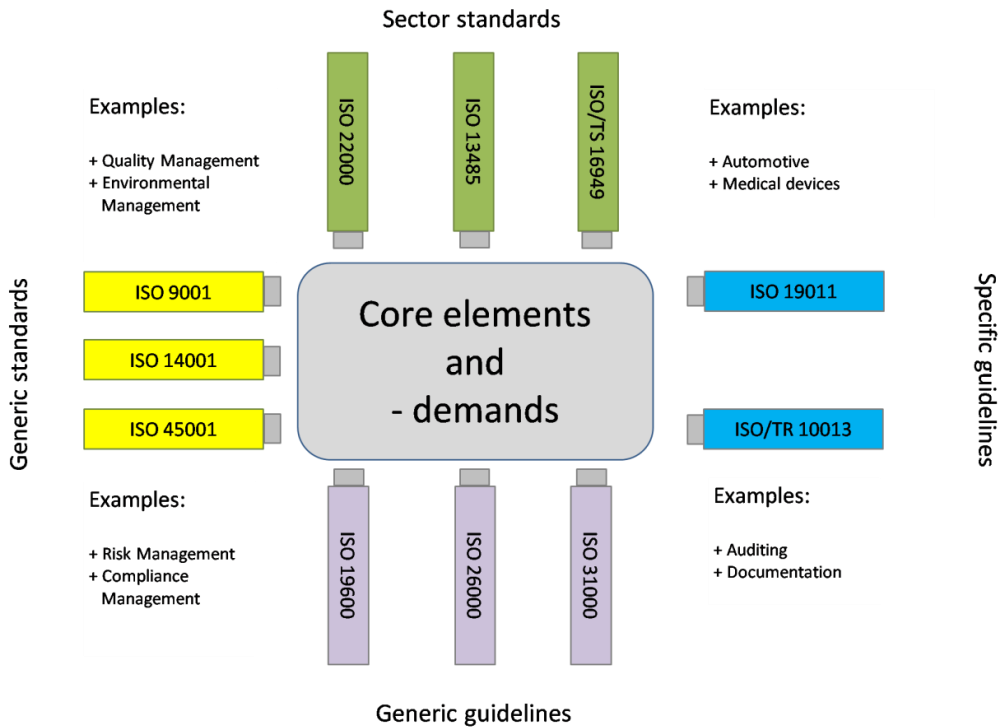 Sector standards
Examples:
+ Quality Management
+ Environmental
Management
ISO 22000
ISO 13485
ISO/TS 16949
Examples:
+ Automotive
+ Medical devices
Generic standards
ISO 9001
ISO 14001
ISO 45001
Core elements
and
- demands
ISO 19011
ISO/TR 10013
Specific guidelines
Examples:
+ Risk Management
+ Compliance
Management
ISO 19600
ISO 26000
ISO 31000
Examples:
+ Auditing
+ Documentation
Generic guidelines